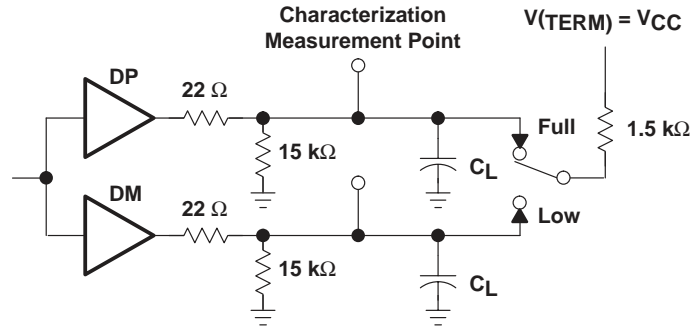 Characterization
Measurement Point
V(TERM) = VCC
DP
22 Ω
Full
1.5 kΩ
15 kΩ
CL
DM
22 Ω
Low
15 kΩ
CL